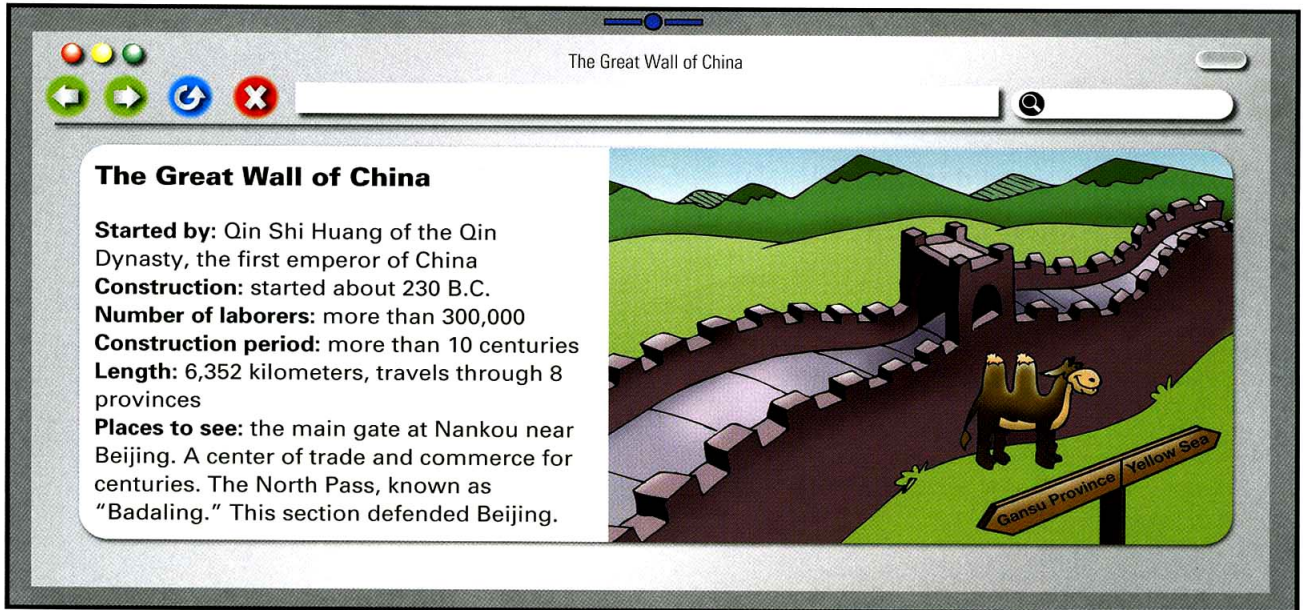 The Great Wall of China
The Great Wall of China
Started by: Qin Shi Huang of the Qin
Dynasty, the first emperor of China
Construction: started about 230 B.C.
Number of laborers: more than 300,000
Construction period: more than 10 centuries
Length: 6,352 kilometers, travels through 8
provinces
Places to see: the main gate at Nankou near
Beijing. A center of trade and commerce for
centuries. The North Pass, known as
“Badaling.” This section defended Beijing.
Gansu Province
Yellow Sea